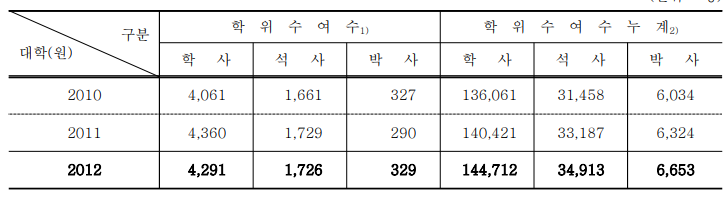 구분
대학(원)
학 위 수 여 수1)
학 위 수 여 수 누 계2)
학 사 석 사 박 사 학 사 석 사 박 사
2010 4,061 1,661 327 136,061 31,458 6,034
2011 4,360 1,729 290 140,421 33,187 6,324
2012 4,291 1,726 329 144,712 34,913 6,653